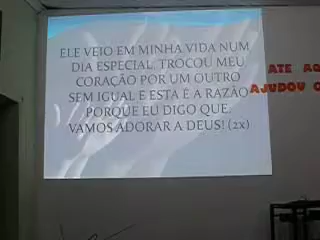 ELE VEIO EM MINHA VIDA NUM
DIA ESPECIAL, TROCOU MEU
CORAÇÃO POR UM OUTRO
SEM IGUAL E ESTA É A RAZÃO
PORQUE EU DIGO QUE,
VAMOS ADORAR A DEUS! (2x)
ATE AQ
AJUDOU O